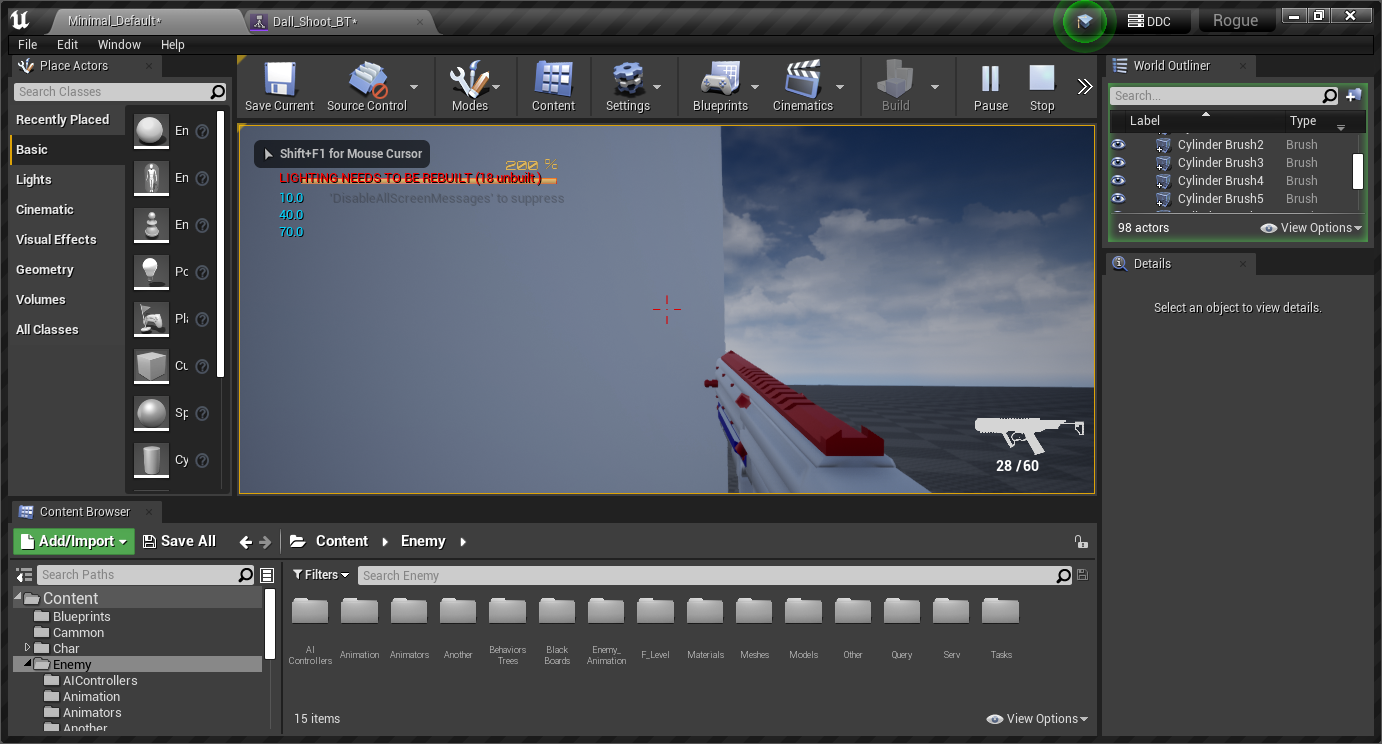 Minimal_Default*
Dall_Shoot_BT*
DDC
Rogue
File Edit Window Help
Place Actors
Search Classes
Recently Placed
Basic
Lights
Cinematic
Visual Effects
Geometry
Volumes
All Classes
En
En
En
Po
Pl
Cu
Sp
Cy
Save Current
Source Control
Modes
Content
Settings
Blueprints
Cinematics
Build
Pause
Stop
Shift+F1 for Mouse Cursor
200 %
LIGHTING NEEDS TO BE REBUILT (18 unbuilt)
'DisableAllScreenMessages' to suppress
10.0
40.0
70.0
28 / 60
World Outliner
Search...
Label Type
Cylinder Brush2 Brush
Cylinder Brush3 Brush
Cylinder Brush4 Brush
Cylinder Brush5 Brush
98 actors View Options
Details
Select an object to view details.
Content Browser
Add/Import Save All Content Enemy
Search Paths
Content
Blueprints
Cammon
Char
Enemy
AIControllers
Animation
Animators
Another
Filters Search Enemy
AI
Controllers
Animation
Animators
Another
Behaviors
Trees
Black
Boards
Enemy_
Animation
F_Level
Materials
Meshes
Models
Other
Query
Serv
Tasks
15 items View Options